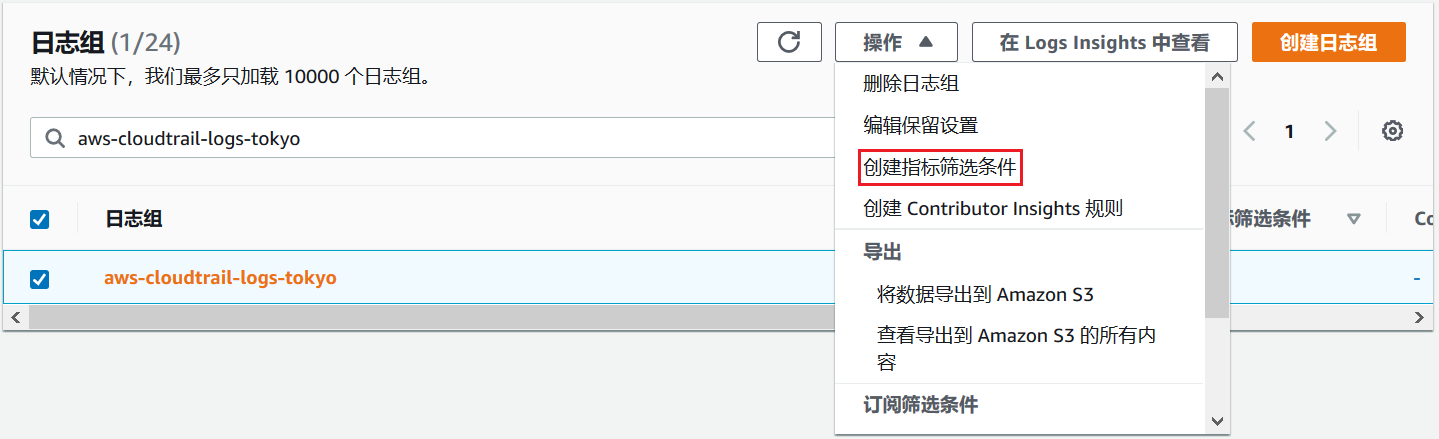 日志组 (1/24)
操作
在 Logs Insights 中查看
创建日志组
默认情况下，我们最多只加载 10000 个日志组。
aws-cloudtrail-logs-tokyo
1
删除日志组
编辑保留设置
创建指标筛选条件
创建 Contributor Insights 规则
导出
将数据导出到 Amazon S3
查看导出到 Amazon S3 的所有内
容
订阅筛选条件
日志组
筛选条件
Co
aws-cloudtrail-logs-tokyo
-